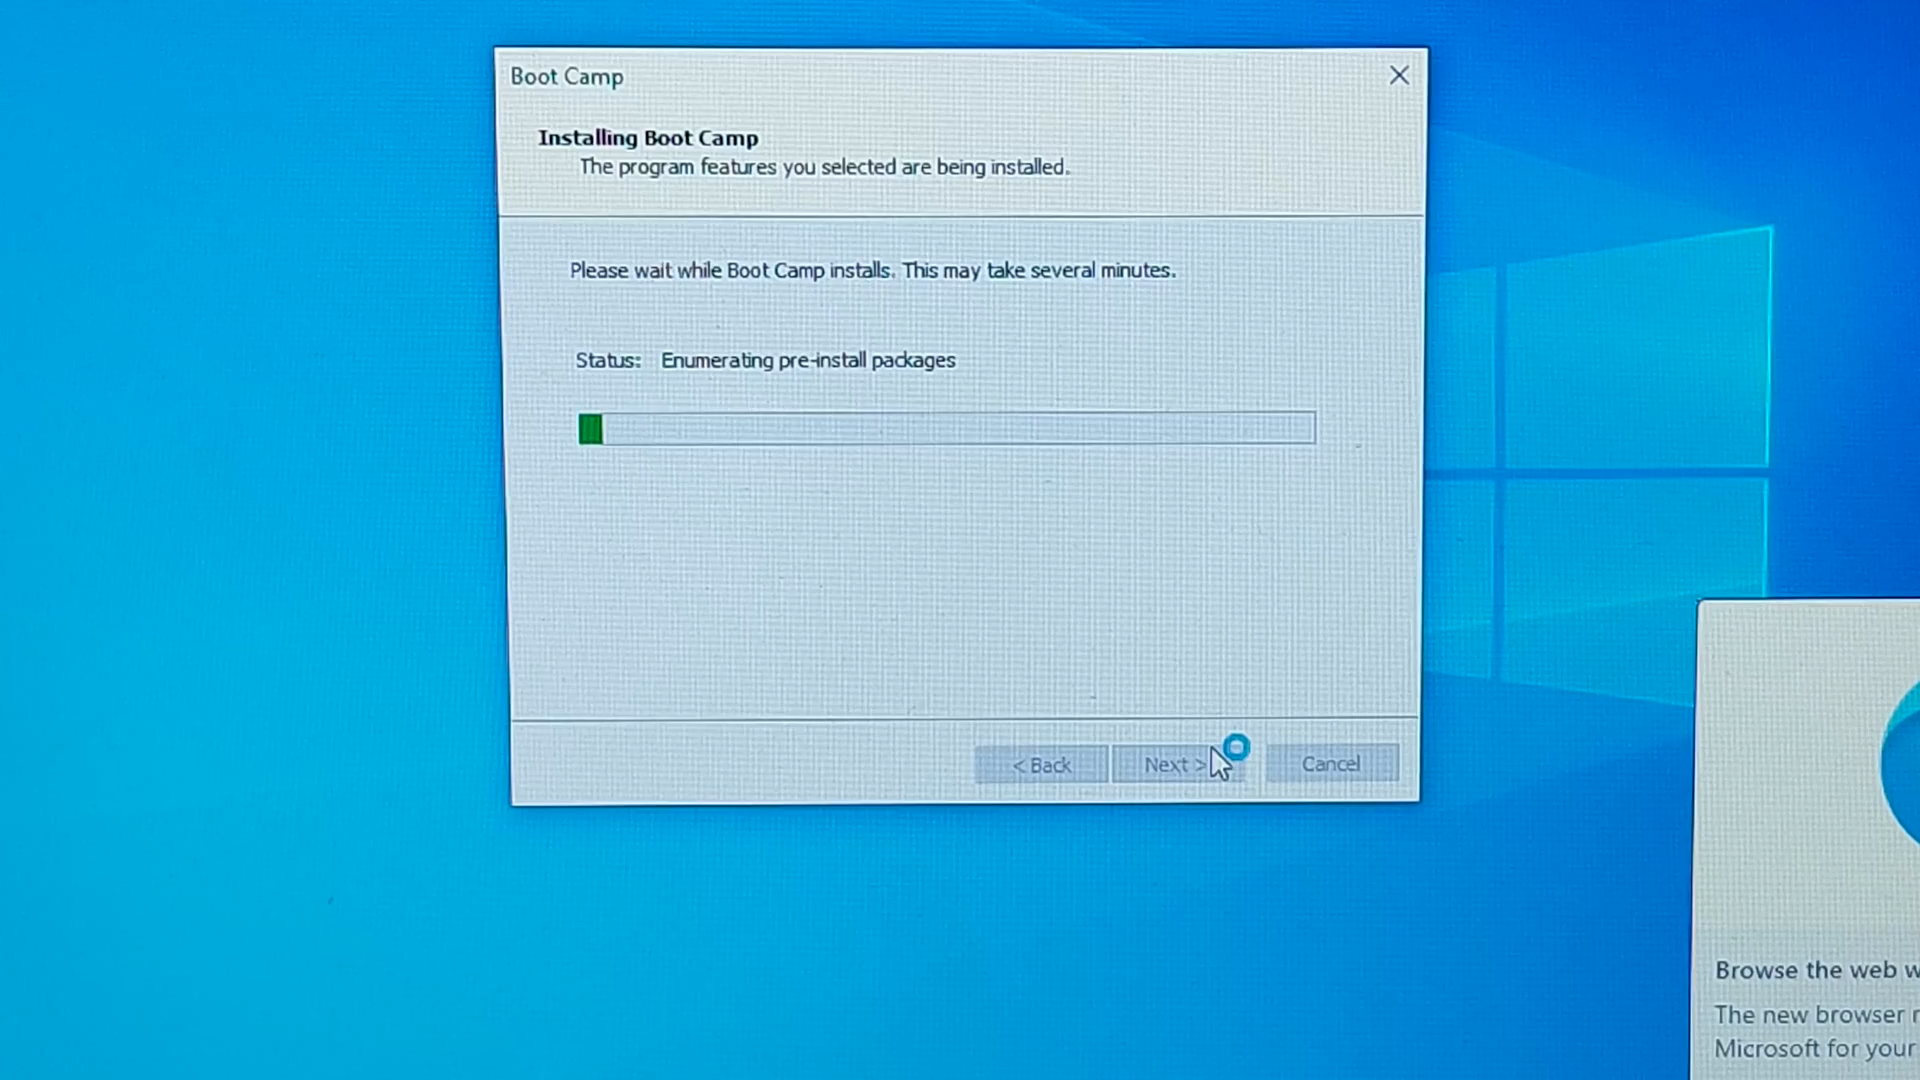 Boot Camp
Installing Boot Camp
The program features you selected are being installed.
Please wait while Boot Camp installs. This may take several minutes.
Status: Enumerating pre-install packages
< Back
Next >
Cancel
Browse the web
The new browser
Microsoft for your